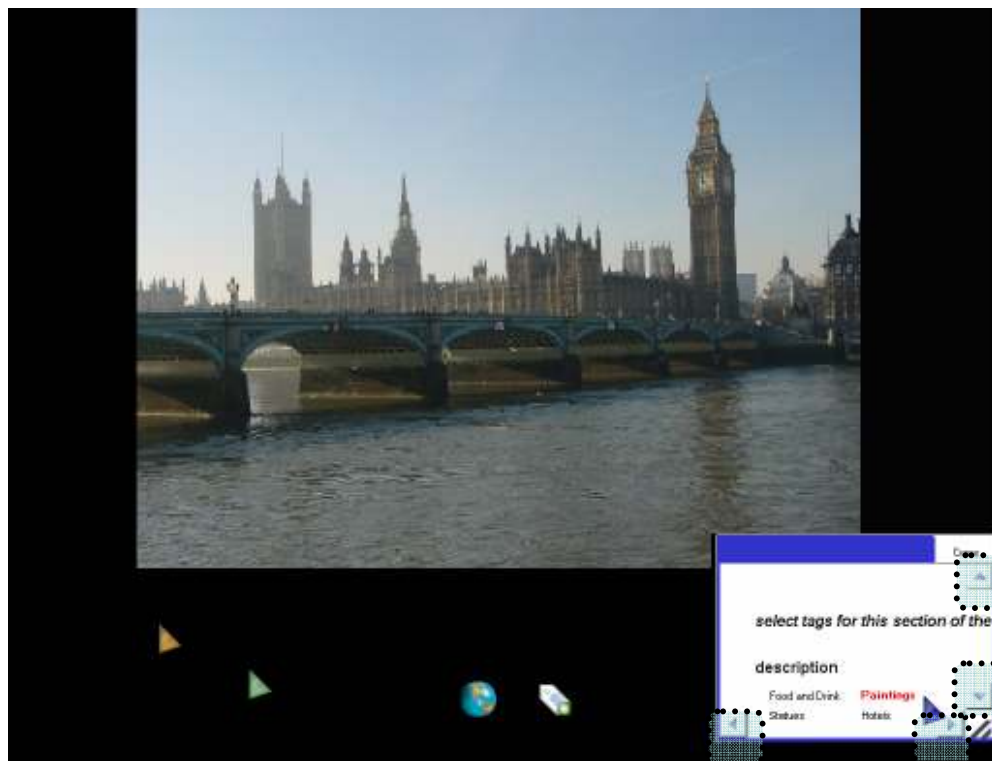 select tags for this section of the
description
Food and Drink Paintings
Statues Hotels